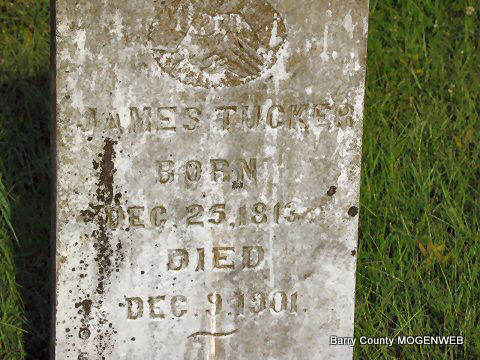 JAMES TUCKER
BORN
DEC. 25, 1813
DIED
DEC. 9. 1901.
Barry County MOGENWEB